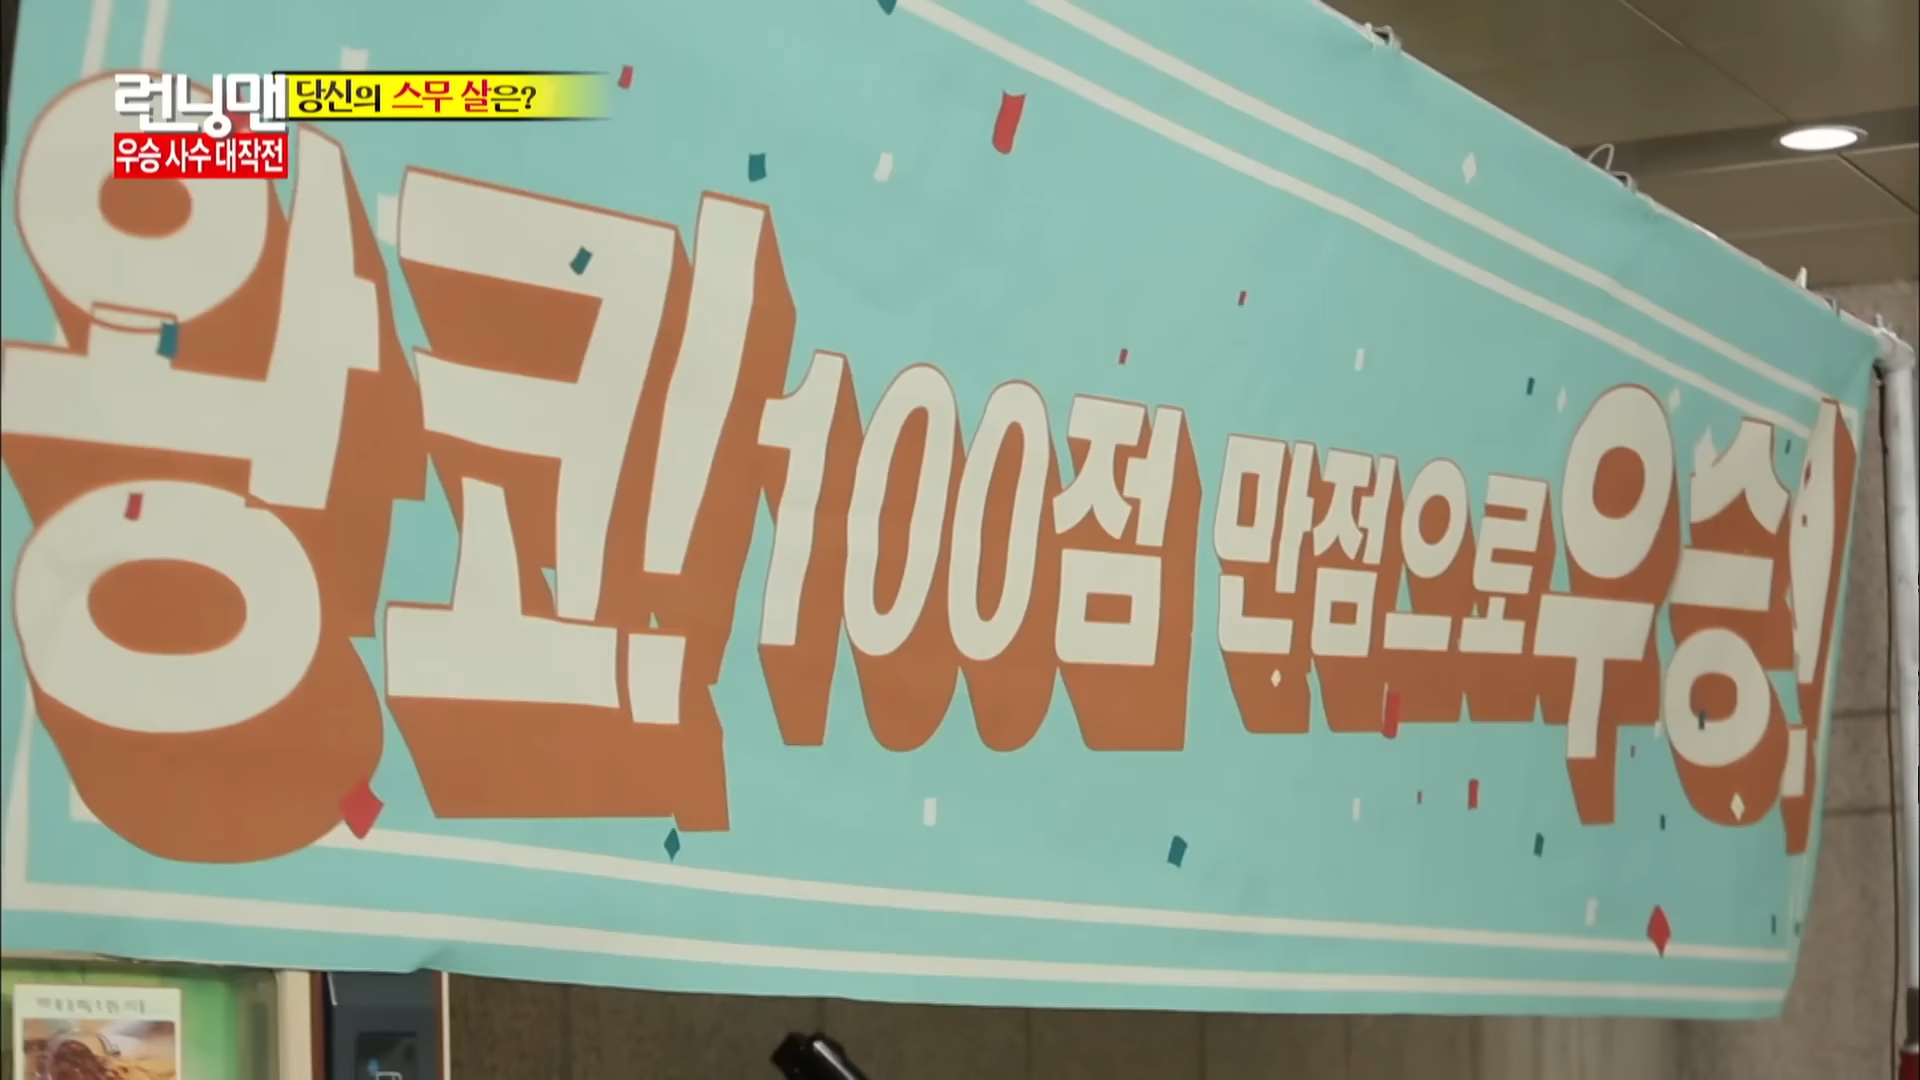 런닝맨 당신의 스무 살은?
우승 사수 대작전
왕코! 100점 만점으로 우승!